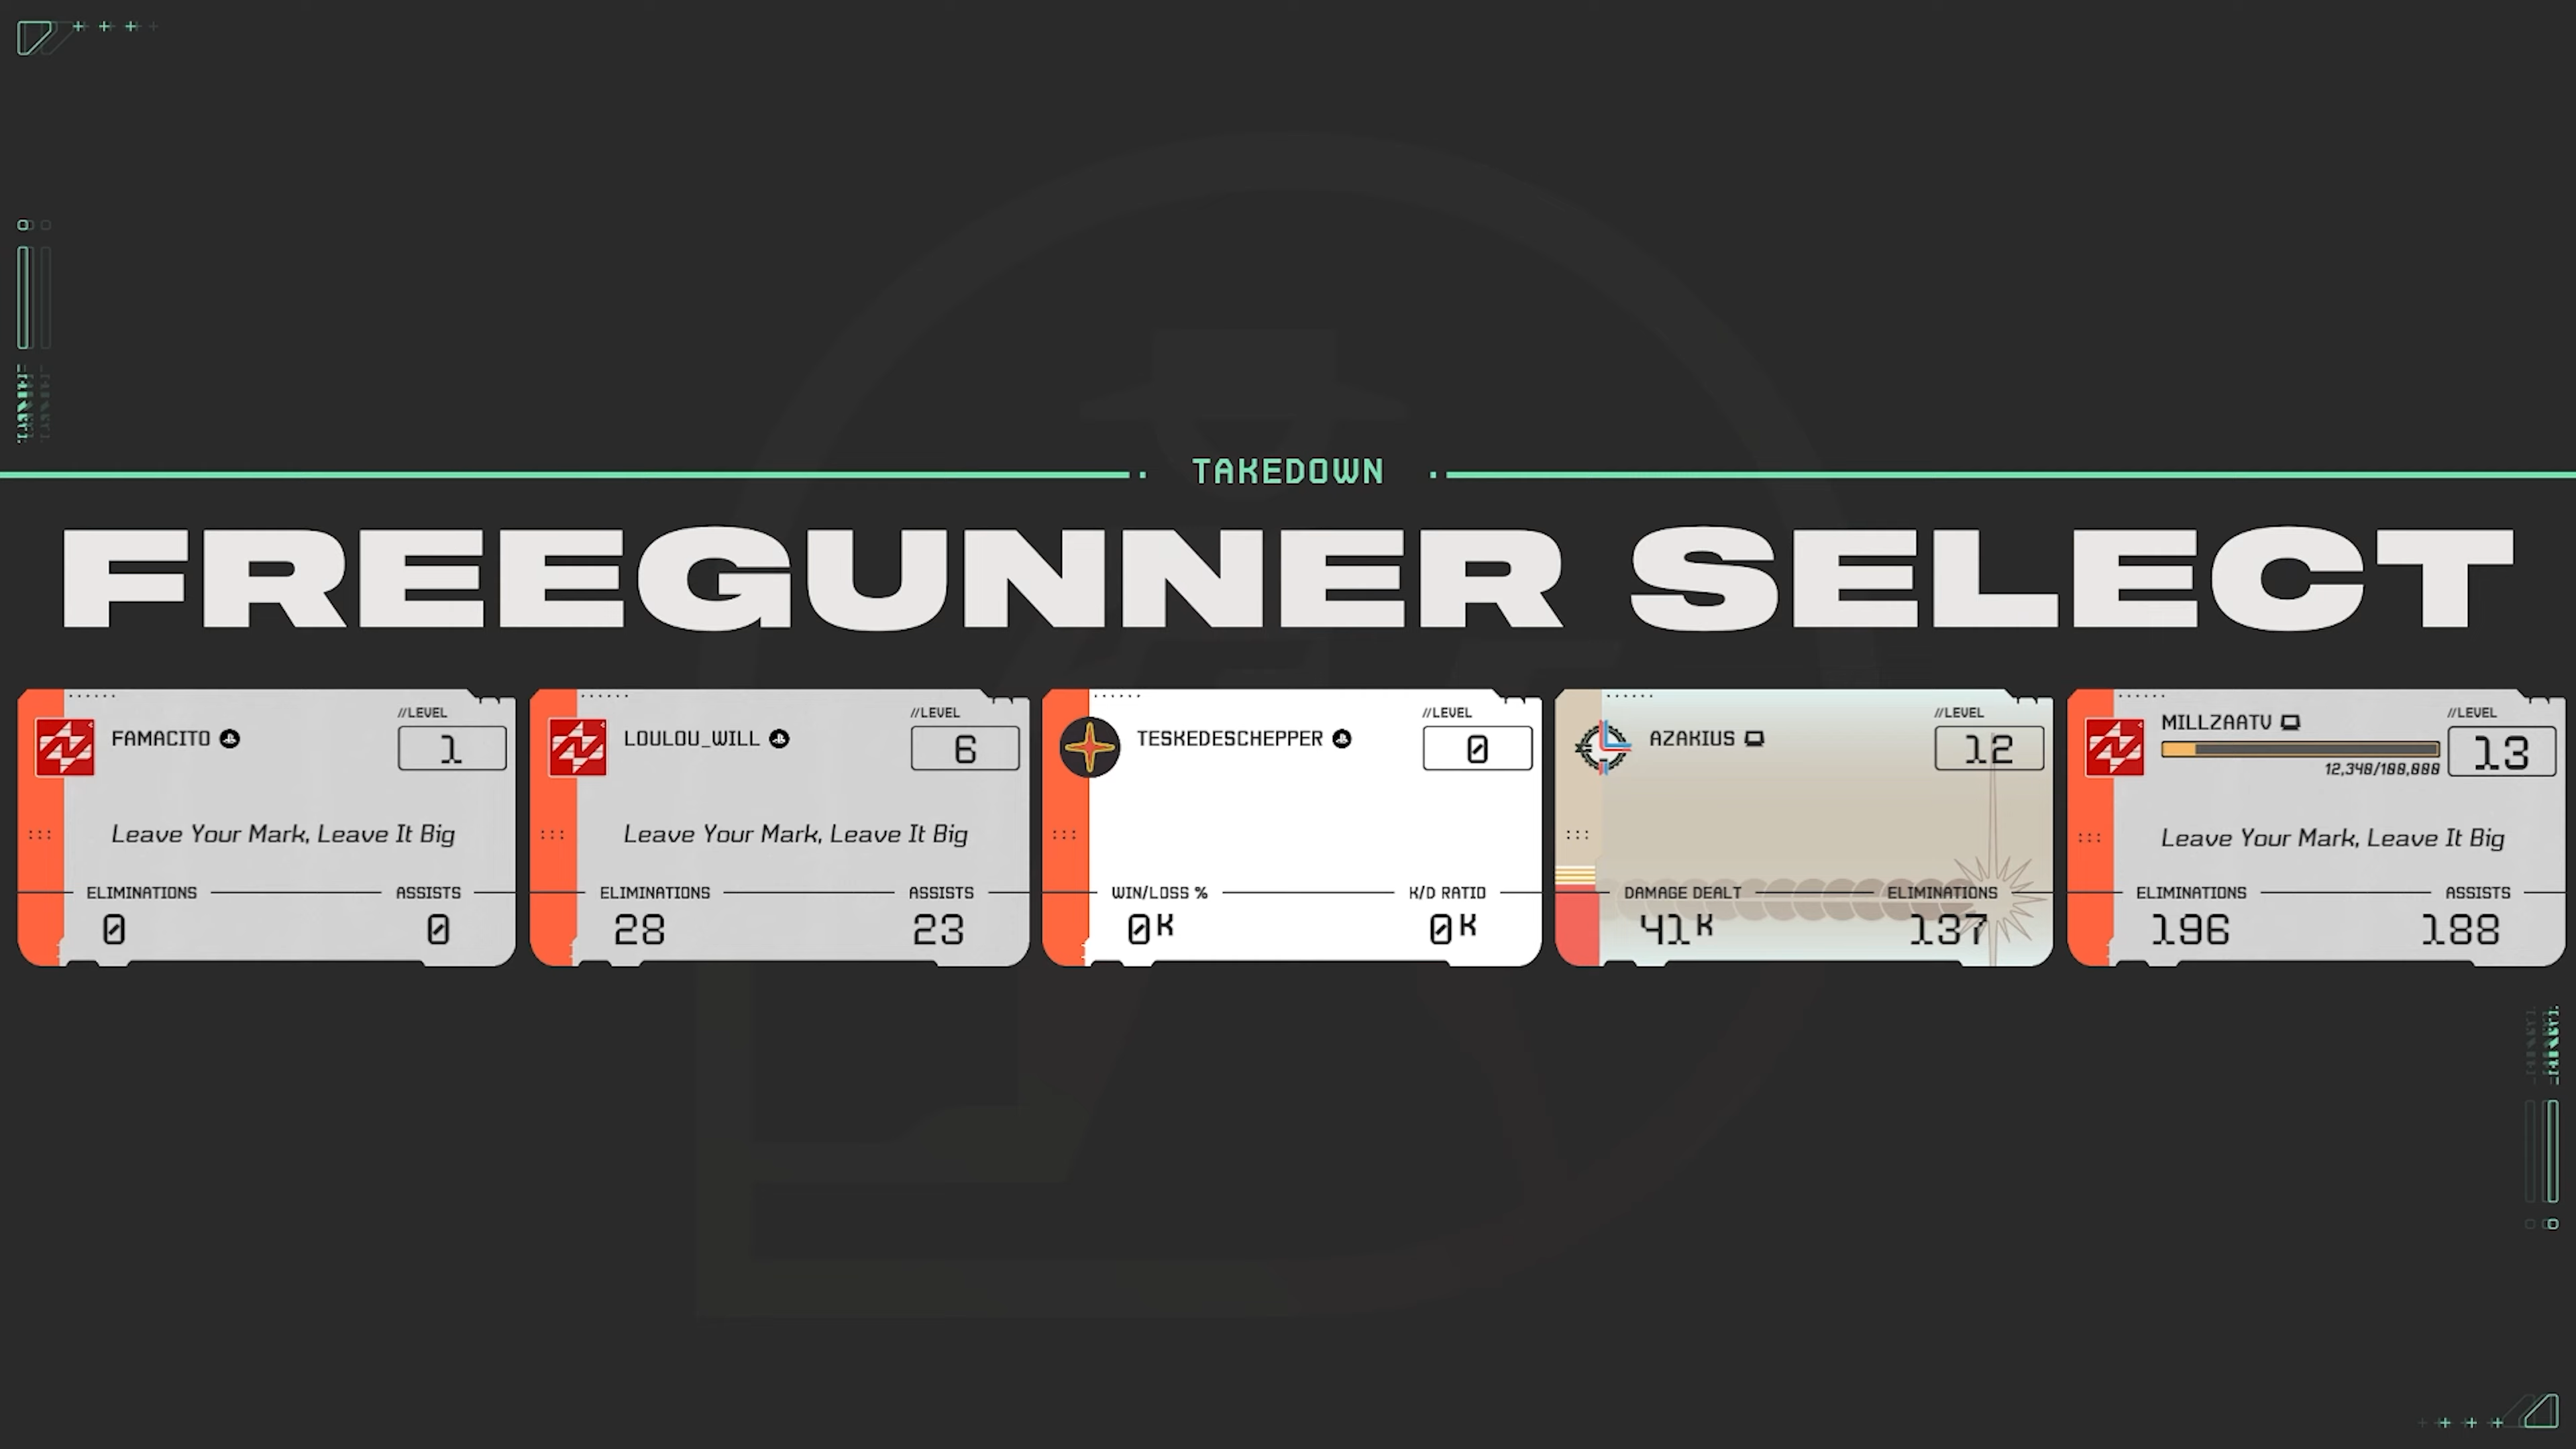 TAKEDOWN
FREEGUNNER SELECT
FAMACITO
//LEVEL
1
Leave Your Mark, Leave It Big
ELIMINATIONS
ASSISTS
0
0
LOULOU_WILL
//LEVEL
6
Leave Your Mark, Leave It Big
ELIMINATIONS
ASSISTS
28
23
TESKEDESCHEPPER
//LEVEL
0
WIN/LOSS %
K/D RATIO
0K
0K
AZAKIUS
//LEVEL
12
DAMAGE DEALT
ELIMINATIONS
41K
137
MILLZAATV
//LEVEL
13
12,340/100,000
Leave Your Mark, Leave It Big
ELIMINATIONS
ASSISTS
196
188